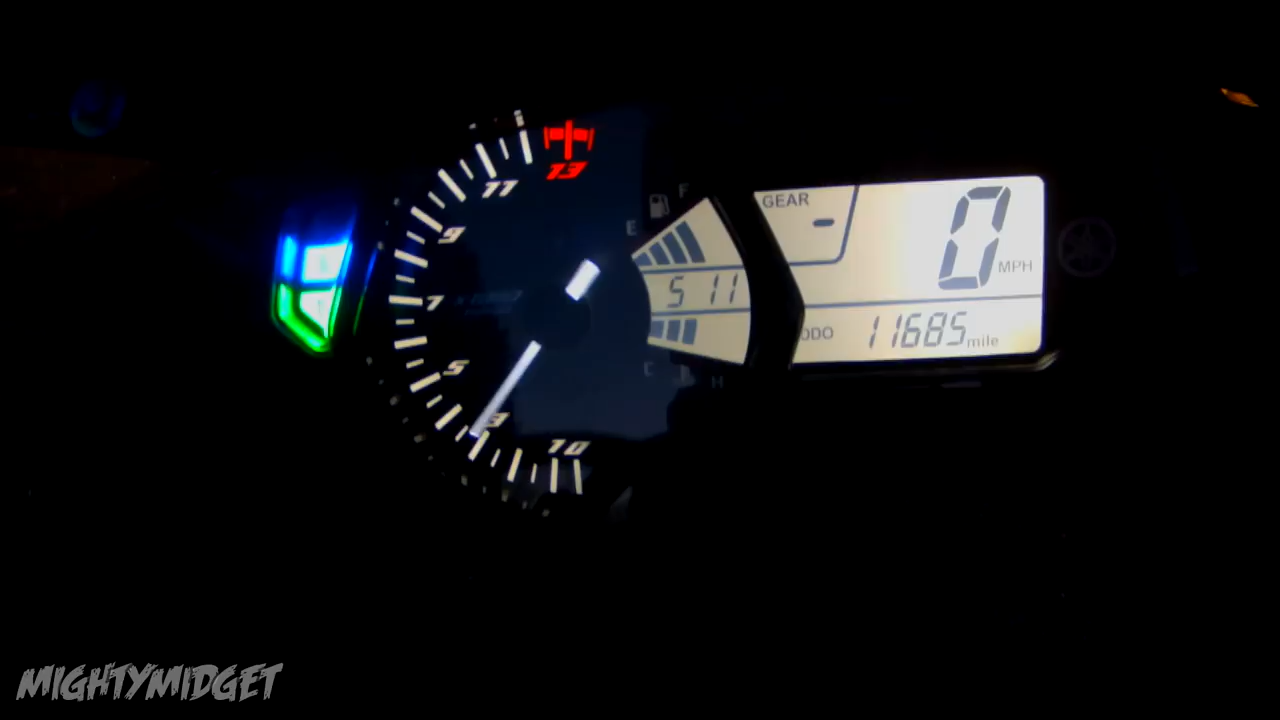 13
11
9
7
5
3
10
F
E
5 11
C
H
GEAR -
0 MPH
ODO 11685 mile
MIGHTYMIDGET